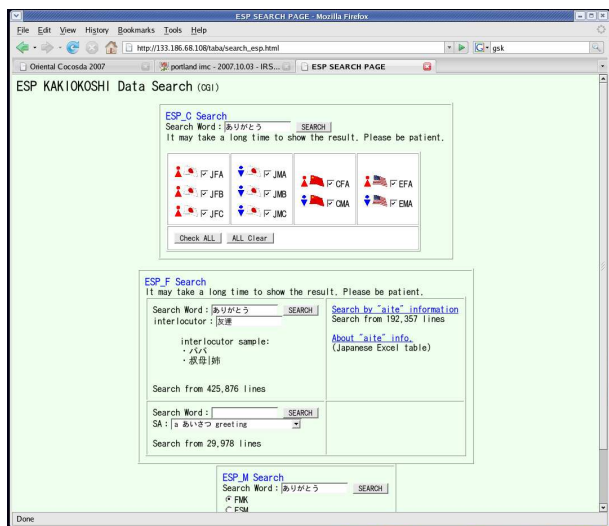 ESP SEARCH PAGE - Mozilla Firefox
File Edit View History Bookmarks Tools Help
http://133.186.68.108/taba/search_esp.html
G gsk
Oriental Cocosda 2007
portland imc - 2007.10.03 - IRS...
ESP SEARCH PAGE
ESP KAKIOKOSHI Data Search (CGI)
ESP_C Search
Search Word : ありがとう SEARCH
It may take a long time to show the result. Please be patient.
JFA JMA CFA EFA
JFB JMB
JFC JMC CMA EMA
Check ALL ALL Clear
ESP_F Search
It may take a long time to show the result. Please be patient.
Search Word : ありがとう SEARCH
interlocutor : 友達
interlocutor sample:
・パパ
・叔母|姉
Search from 425,876 lines
Search by "aite" information
Search from 192,357 lines
About "aite" info.
(Japanese Excel table)
Search Word : SEARCH
SA : a あいさつ greeting
Search from 29,978 lines
ESP_M Search
Search Word : ありがとう SEARCH
FMK
ESM
Done